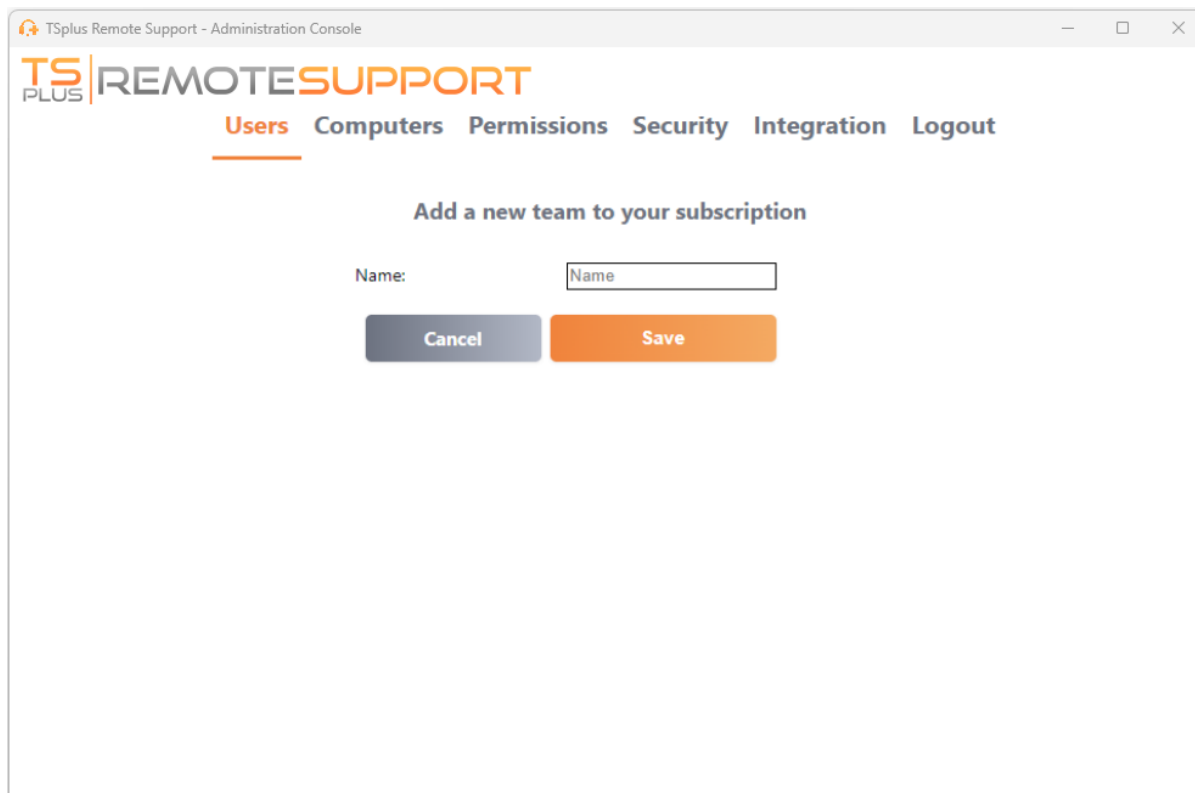 TSplus Remote Support - Administration Console
TS PLUS REMOTESUPPORT
Users Computers Permissions Security Integration Logout
Add a new team to your subscription
Name: Name
Cancel Save